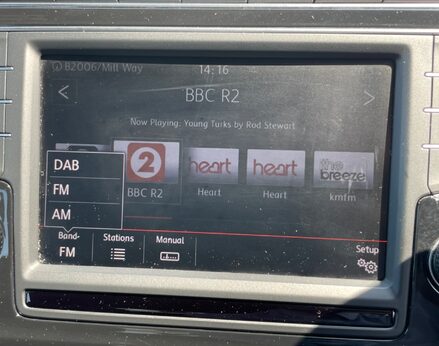 B2006/Mill Way
14:16
BBC R2
Now Playing: Young Turks by Rod Stewart
DAB
FM
AM
2
BBC R2
heart
Heart
heart
Heart
the breeze
kmfm
Band
FM
Stations
Manual
Setup